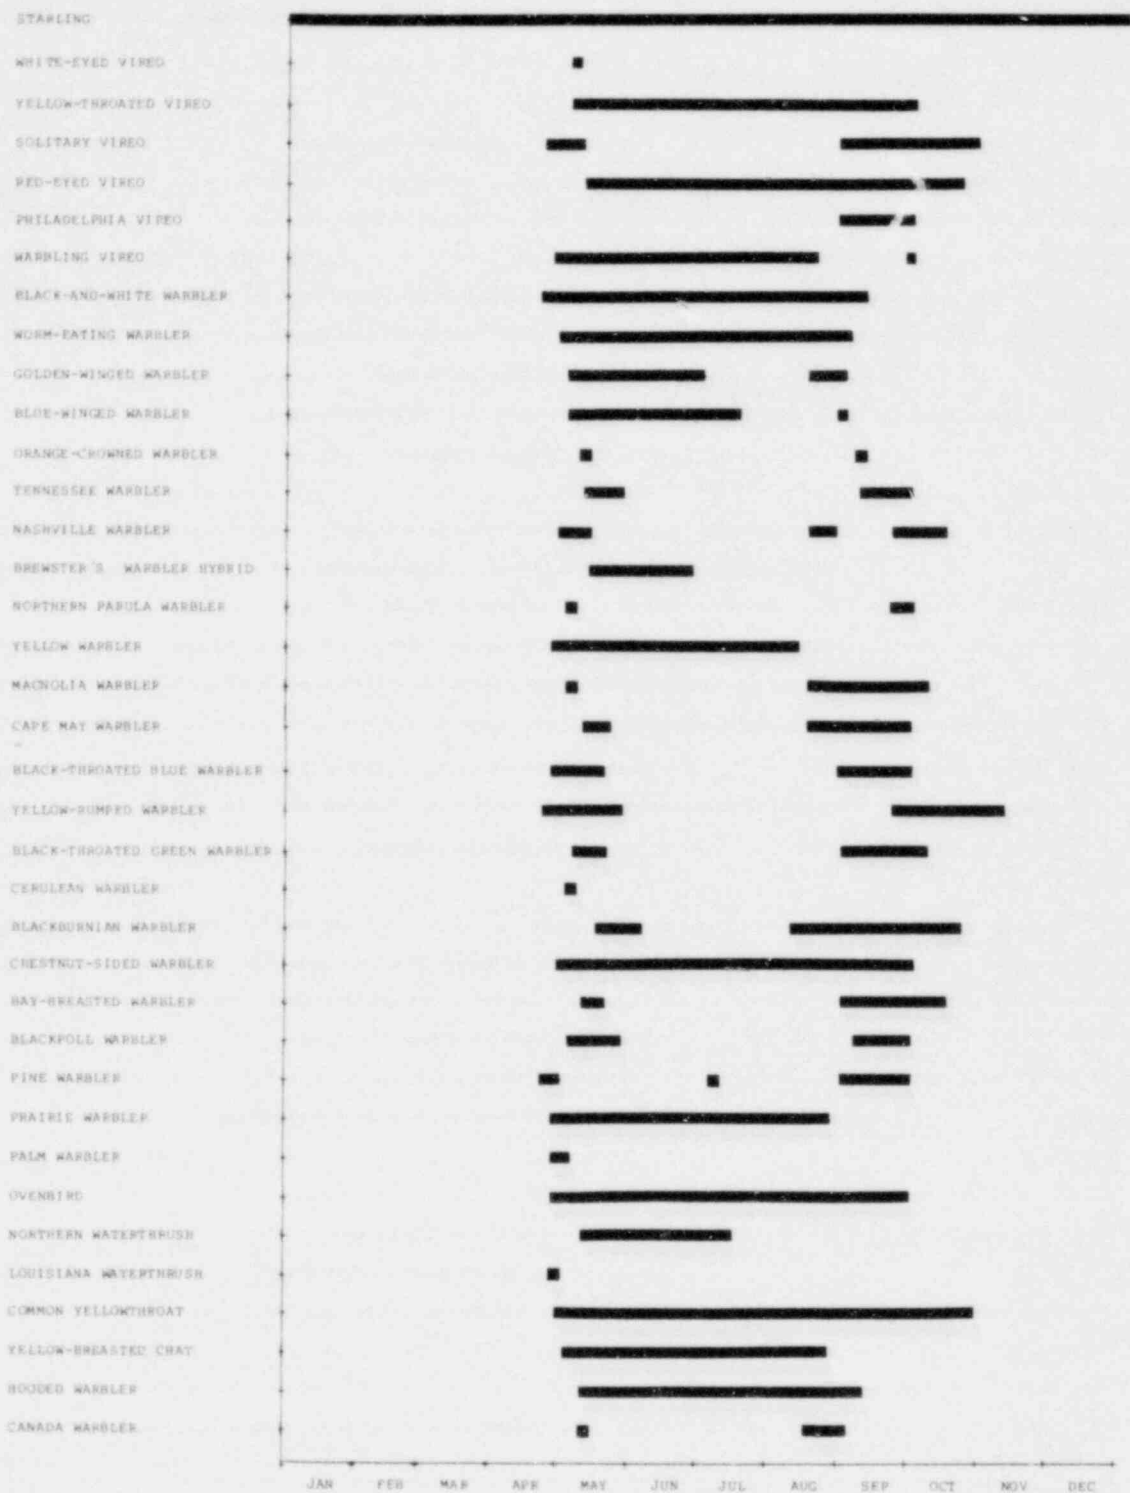 STARLING
WHITE-EYED VIREO
YELLOW-THROATED VIREO
SOLITARY VIREO
RED-EYED VIREO
PHILADELPHIA VIREO
WARBLING VIREO
BLACK-AND-WHITE WARBLER
WORM-EATING WARBLER
GOLDEN-WINGED WARBLER
BLUE-WINGED WARBLER
ORANGE-CROWNED WARBLER
TENNESSEE WARBLER
NASHVILLE WARBLER
BREWSTER'S WARBLER HYBRID
NORTHERN PARULA WARBLER
YELLOW WARBLER
MAGNOLIA WARBLER
CAPE MAY WARBLER
BLACK-THROATED BLUE WARBLER
YELLOW-RUMPED WARBLER
BLACK-THROATED GREEN WARBLER
CERULEAN WARBLER
BLACKBURNIAN WARBLER
CHESTNUT-SIDED WARBLER
BAY-BREASTED WARBLER
BLACKPOLL WARBLER
PINE WARBLER
PRAIRIE WARBLER
PALM WARBLER
OVENBIRD
NORTHERN WATERTHRUSH
LOUISIANA WATERTHRUSH
COMMON YELLOWTHROAT
YELLOW-BREASTED CHAT
HOODED WARBLER
CANADA WARBLER
JAN FEB MAR APR MAY JUN JUL AUG SEP OCT NOV DEC